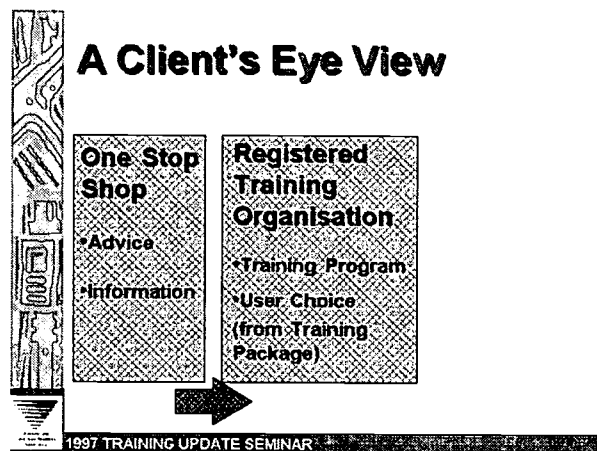 A Client's Eye View
One Stop
Shop
•Advice
•Information
Registered
Training
Organisation
•Training Program
•User Choice
(from Training
Package)
1997 TRAINING UPDATE SEMINAR